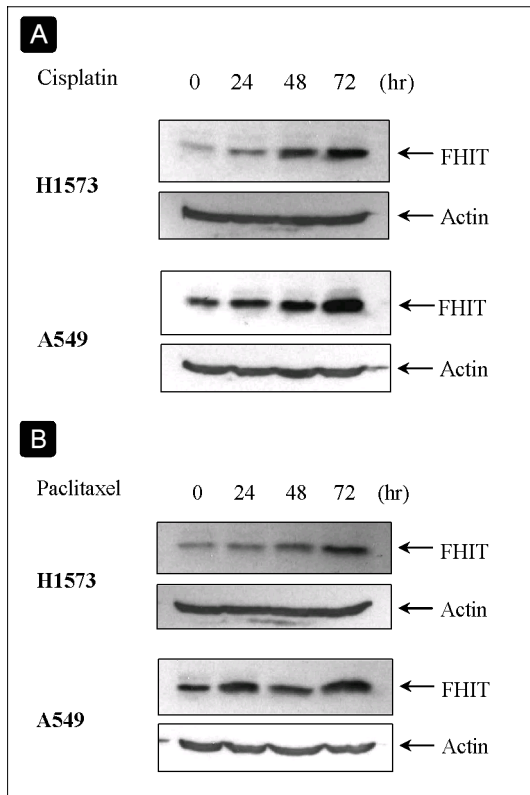 A
Cisplatin 0 24 48 72 (hr)
FHIT
H1573
Actin
FHIT
A549
Actin
B
Paclitaxel 0 24 48 72 (hr)
FHIT
H1573
Actin
FHIT
A549
Actin